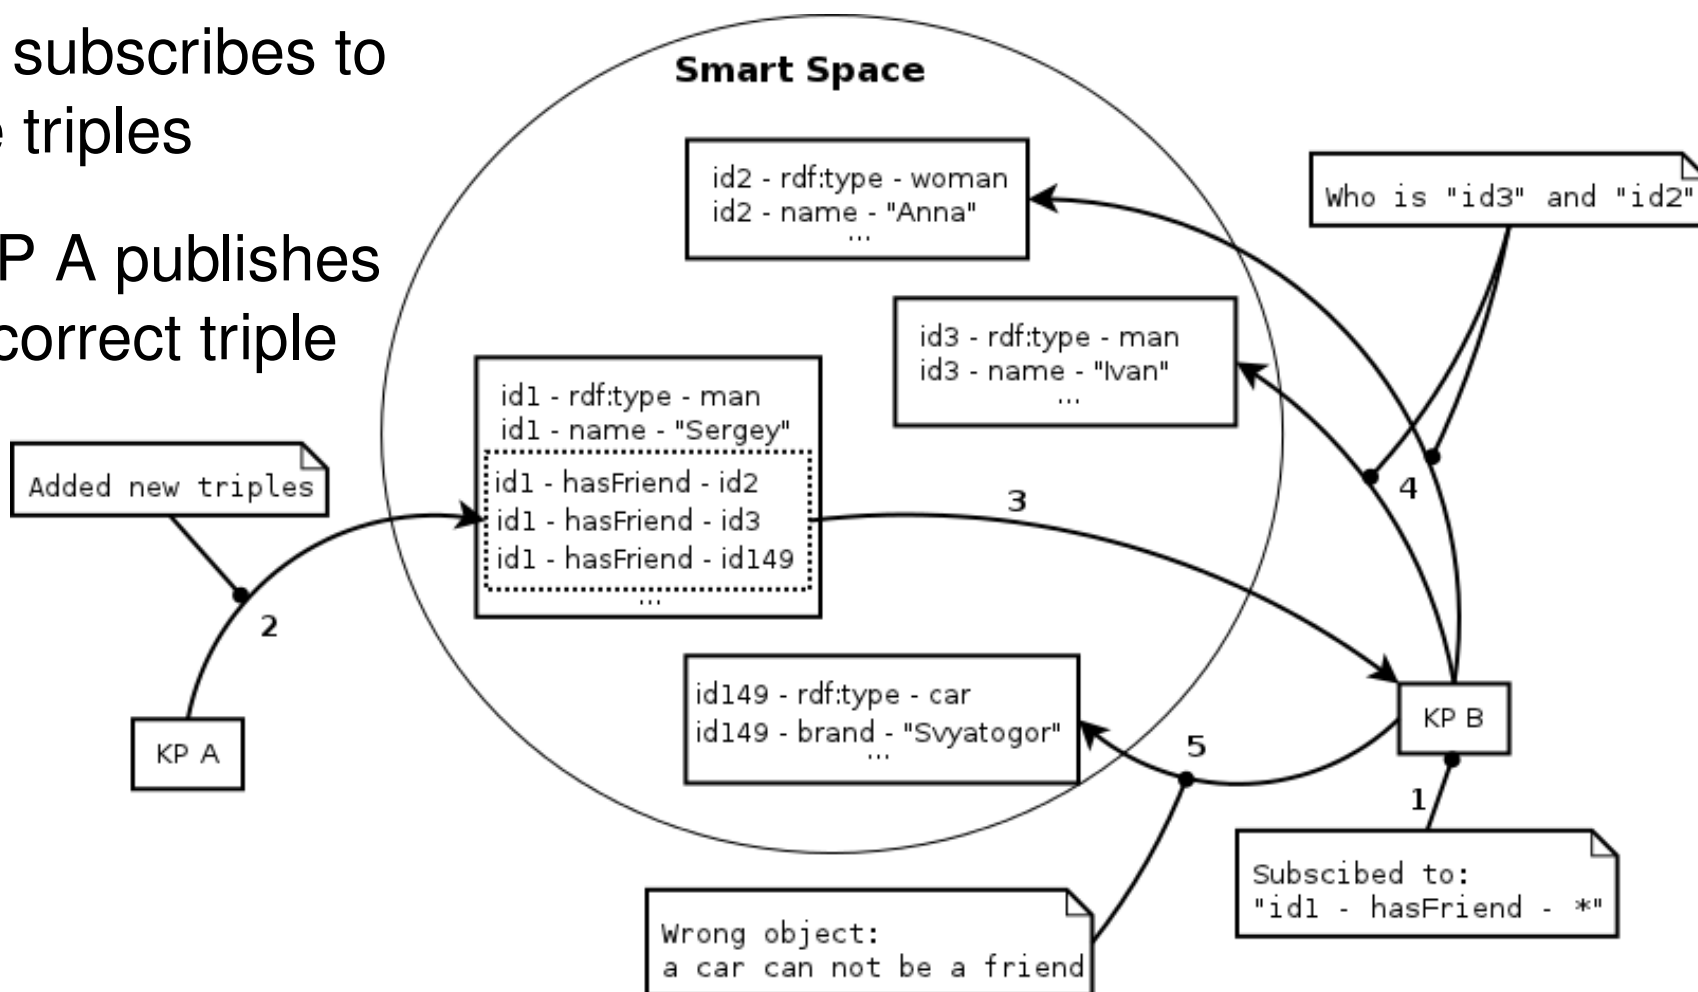 subscribes to
e triples
P A publishes
correct triple
Smart Space
id2 - rdf:type - woman
id2 - name - "Anna"
...
Who is "id3" and "id2"
id3 - rdf:type - man
id3 - name - "Ivan"
...
id1 - rdf:type - man
id1 - name - "Sergey"
id1 - hasFriend - id2
id1 - hasFriend - id3
id1 - hasFriend - id149
...
Added new triples
2
3
4
KP A
id149 - rdf:type - car
id149 - brand - "Svyatogor"
...
5
KP B
1
Subscibed to:
"id1 - hasFriend - *"
Wrong object:
a car can not be a friend